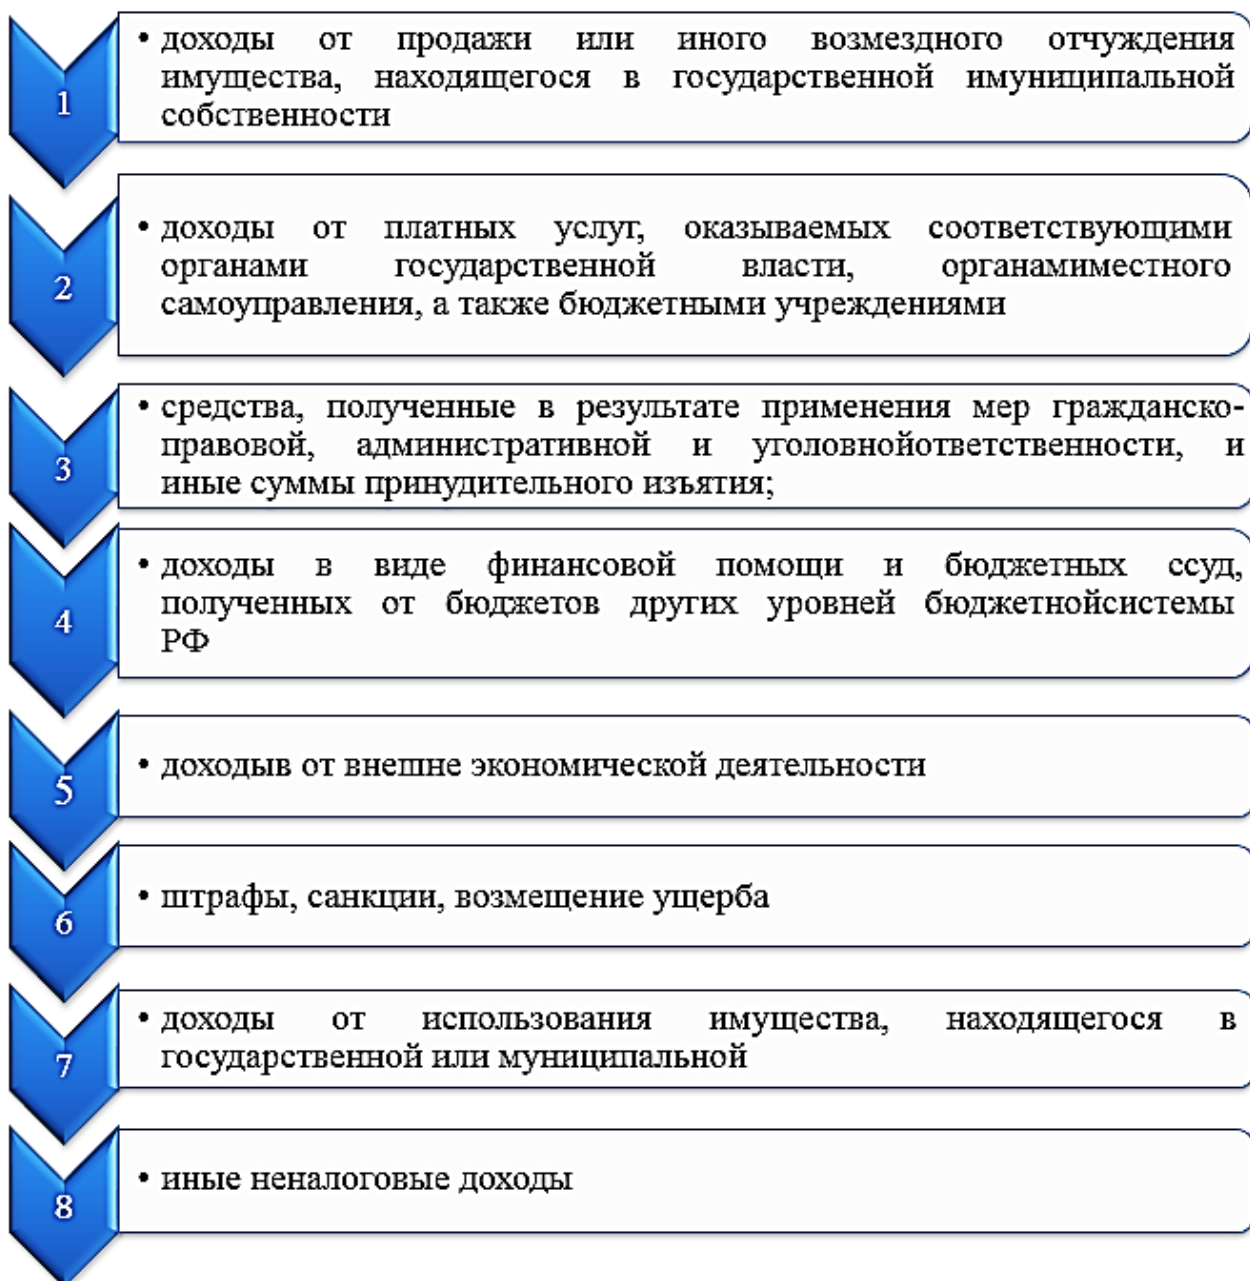 1
• доходы от продажи или иного возмездного отчуждения
имущества, находящегося в государственной имуниципальной
собственности
2
• доходы от платных услуг, оказываемых соответствующими
органами государственной власти, органамиместного
самоуправления, а также бюджетными учреждениями
3
• средства, полученные в результате применения мер гражданско-
правовой, административной и уголовнойответственности, и
иные суммы принудительного изъятия;
4
• доходы в виде финансовой помощи и бюджетных ссуд,
полученных от бюджетов других уровней бюджетнойсистемы
РФ
5
• доходыв от внешне экономической деятельности
6
• штрафы, санкции, возмещение ущерба
7
• доходы от использования имущества, находящегося в
государственной или муниципальной
8
• иные неналоговые доходы